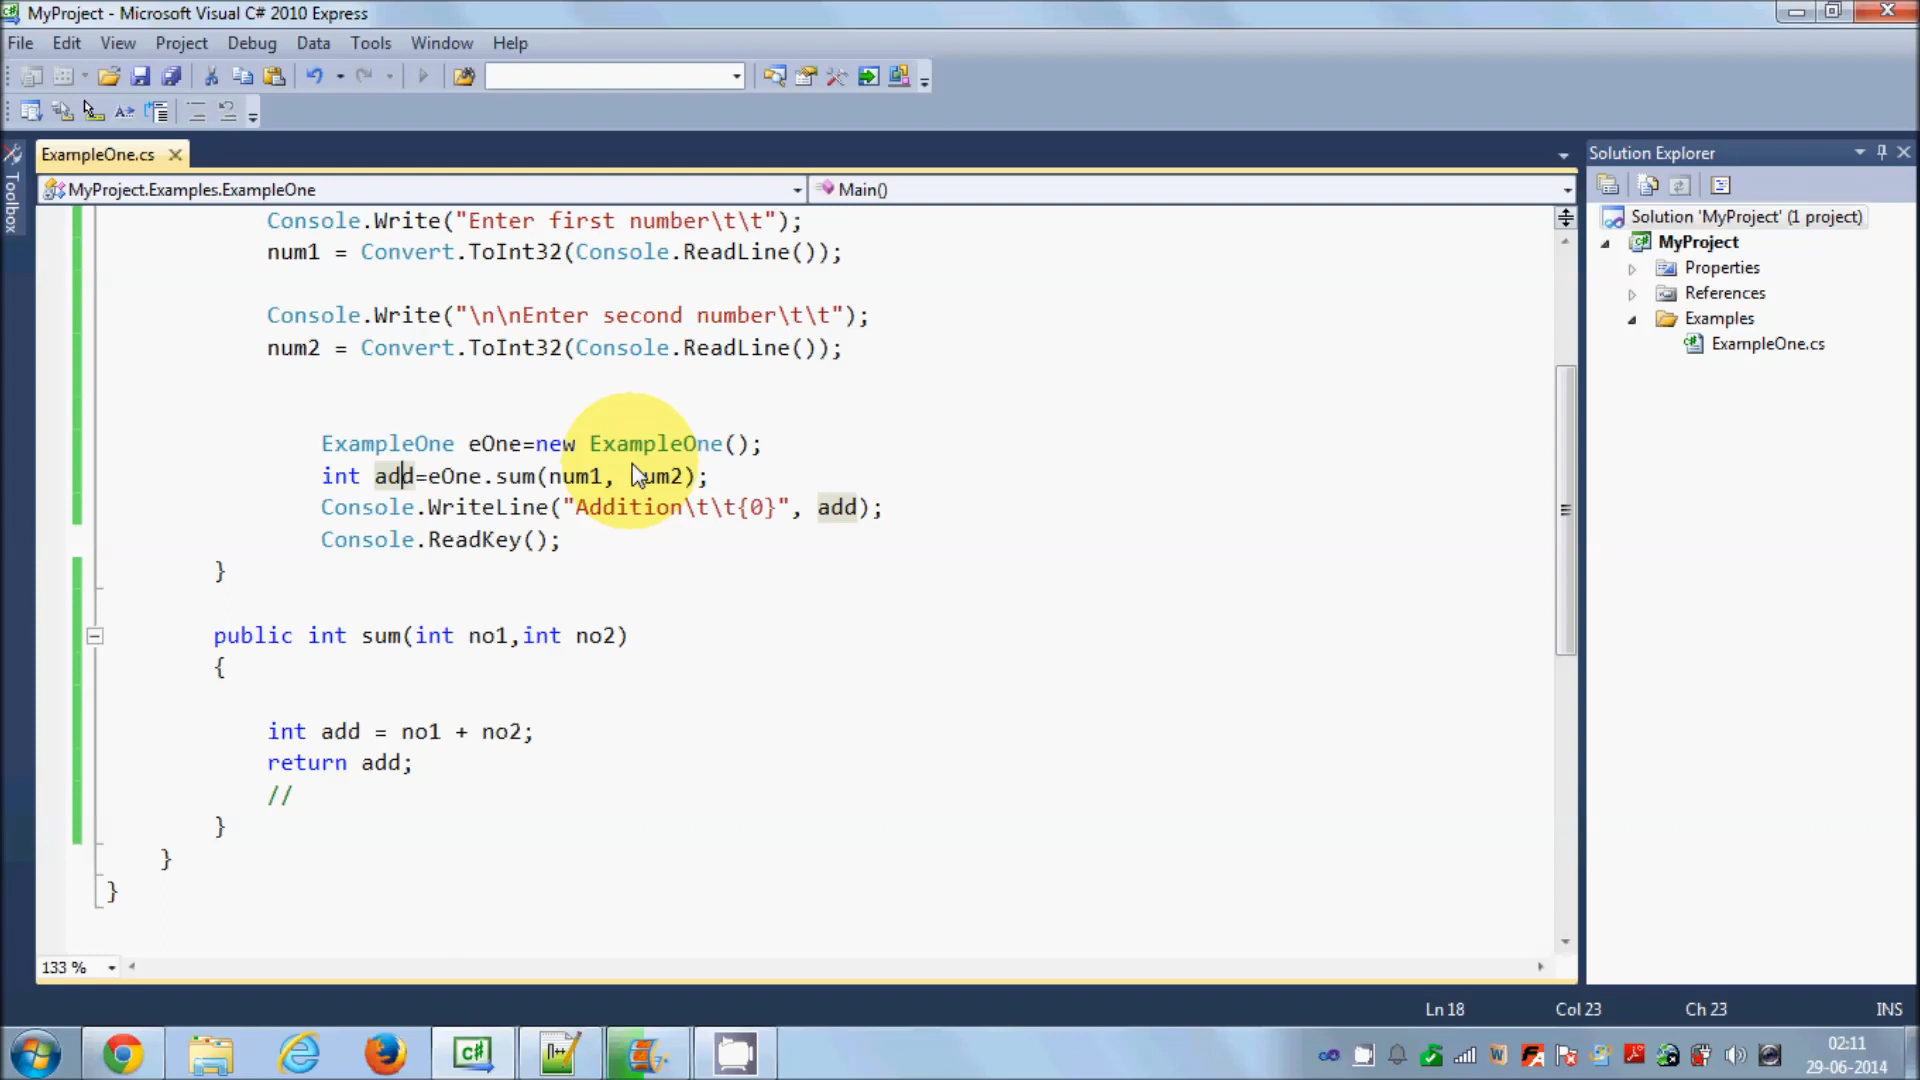 MyProject - Microsoft Visual C# 2010 Express
File Edit View Project Debug Data Tools Window Help
ExampleOne.cs
Solution Explorer
Toolbox
MyProject.Examples.ExampleOne
Main()
Console.Write("Enter first number\t\t");
num1 = Convert.ToInt32(Console.ReadLine());
Console.Write("\n\nEnter second number\t\t");
num2 = Convert.ToInt32(Console.ReadLine());
ExampleOne eOne=new ExampleOne();
int add=eOne.sum(num1, num2);
Console.WriteLine("Addition\t\t{0}", add);
Console.ReadKey();
}
public int sum(int no1,int no2)
{
int add = no1 + no2;
return add;
//
}
}
}
Solution 'MyProject' (1 project)
MyProject
Properties
References
Examples
ExampleOne.cs
133 %
Ln 18 Col 23 Ch 23 INS
02:11
29-06-2014